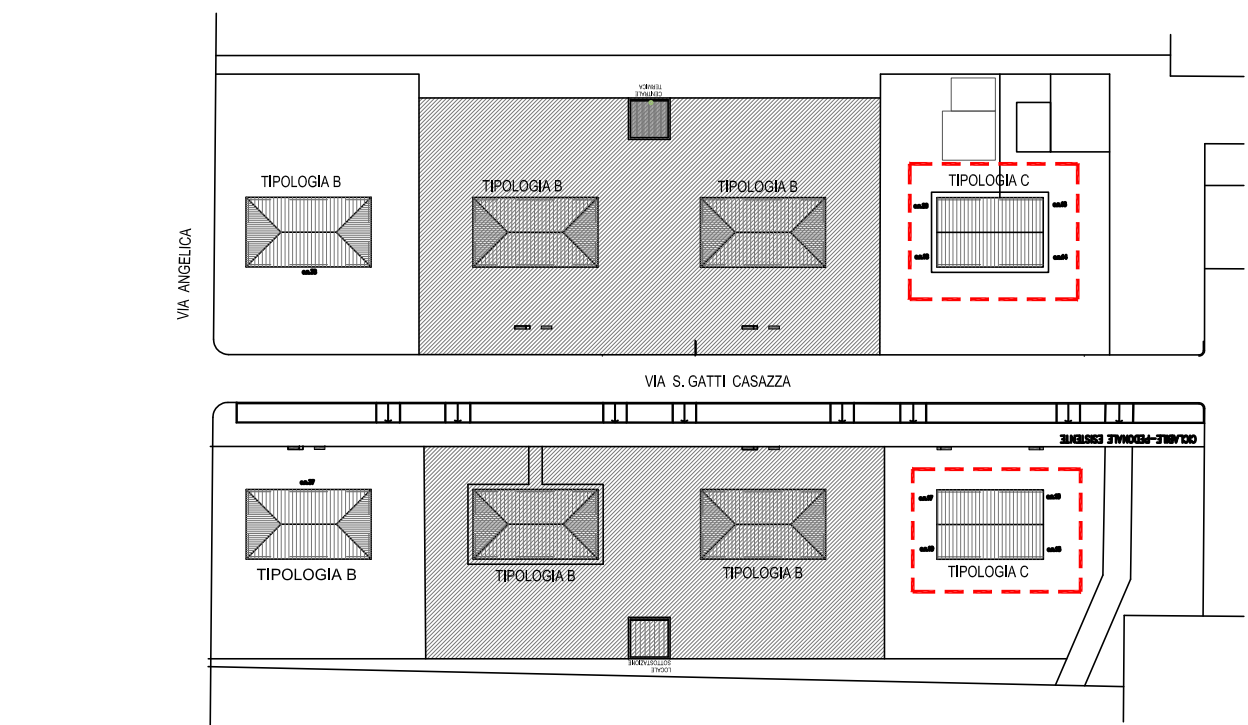 CENTRALE
TERMICA
TIPOLOGIA B
TIPOLOGIA B
TIPOLOGIA B
TIPOLOGIA C
VIA ANGELICA
VIA S. GATTI CASAZZA
CICLABILE-PEDONALE ESISTENTE
TIPOLOGIA B
TIPOLOGIA B
TIPOLOGIA B
TIPOLOGIA C
LOCALE
SOTTOSTAZIONE